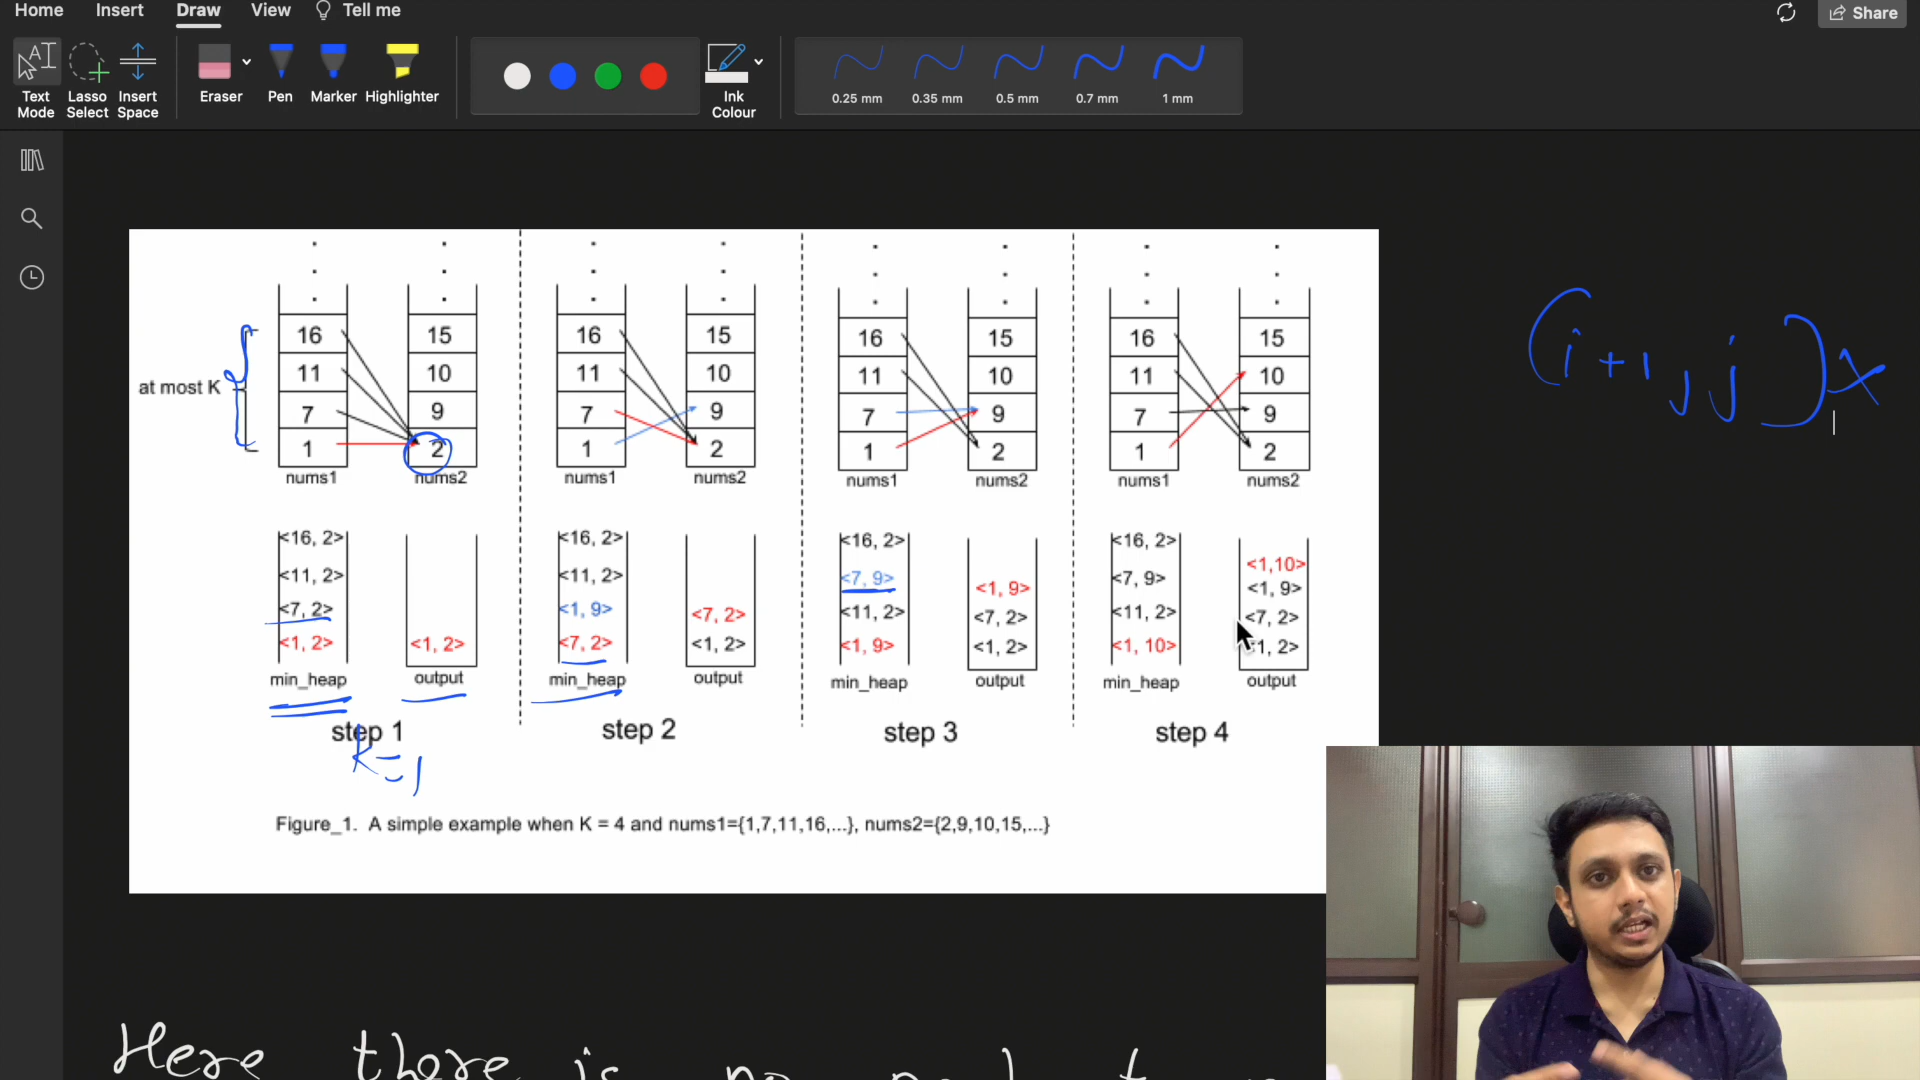 Home Insert Draw View Tell me Share
Text Mode Lasso Select Insert Space Eraser Pen Marker Highlighter Ink Colour 0.25 mm 0.35 mm 0.5 mm 0.7 mm 1 mm
16 15 16 15 16 15 16 15
at most K 11 10 11 10 11 10 11 10
7 9 7 9 7 9 7 9
1 2 1 2 1 2 1 2
nums1 nums2 nums1 nums2 nums1 nums2 nums1 nums2
(i+1, j) x
<16, 2> <16, 2> <16, 2> <16, 2>
<1,10>
<11, 2> <11, 2> <7, 9> <1, 9> <7, 9> <1, 9>
<7, 2> <1, 9> <7, 2> <11, 2> <7, 2> <11, 2> <7, 2>
<1, 2> <1, 2> <7, 2> <1, 2> <1, 9> <1, 2> <1, 10> <1, 2>
min_heap output min_heap output min_heap output min_heap output
step 1 step 2 step 3 step 4
K=1
Figure_1. A simple example when K = 4 and nums1={1,7,11,16,...}, nums2={2,9,10,15,...}
Here there is no